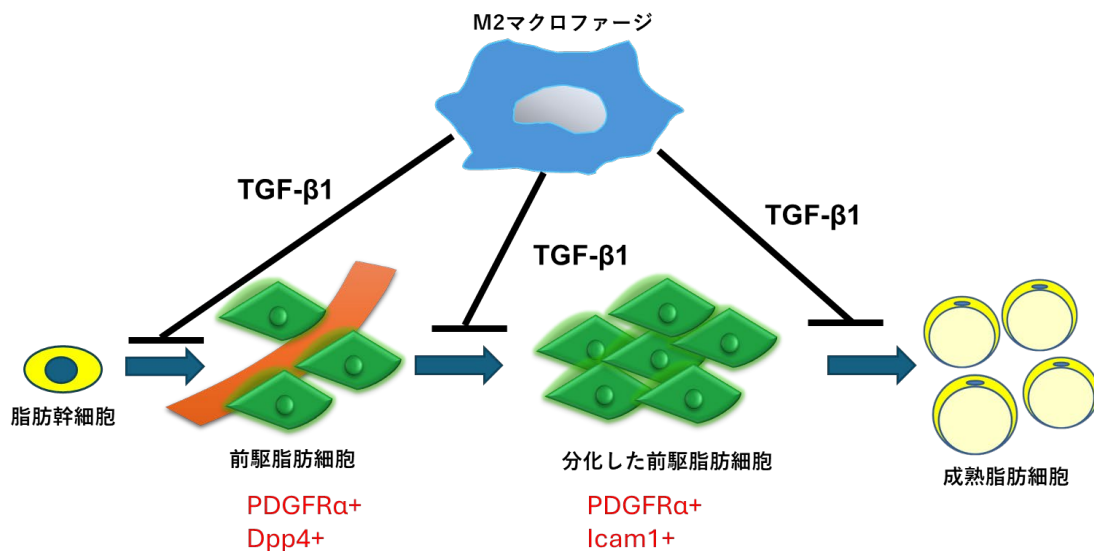 M2マクロファージ
TGF-β1
TGF-β1
TGF-β1
脂肪幹細胞
前駆脂肪細胞
分化した前駆脂肪細胞
成熟脂肪細胞
PDGFRα+
Dpp4+
PDGFRα+
Icam1+